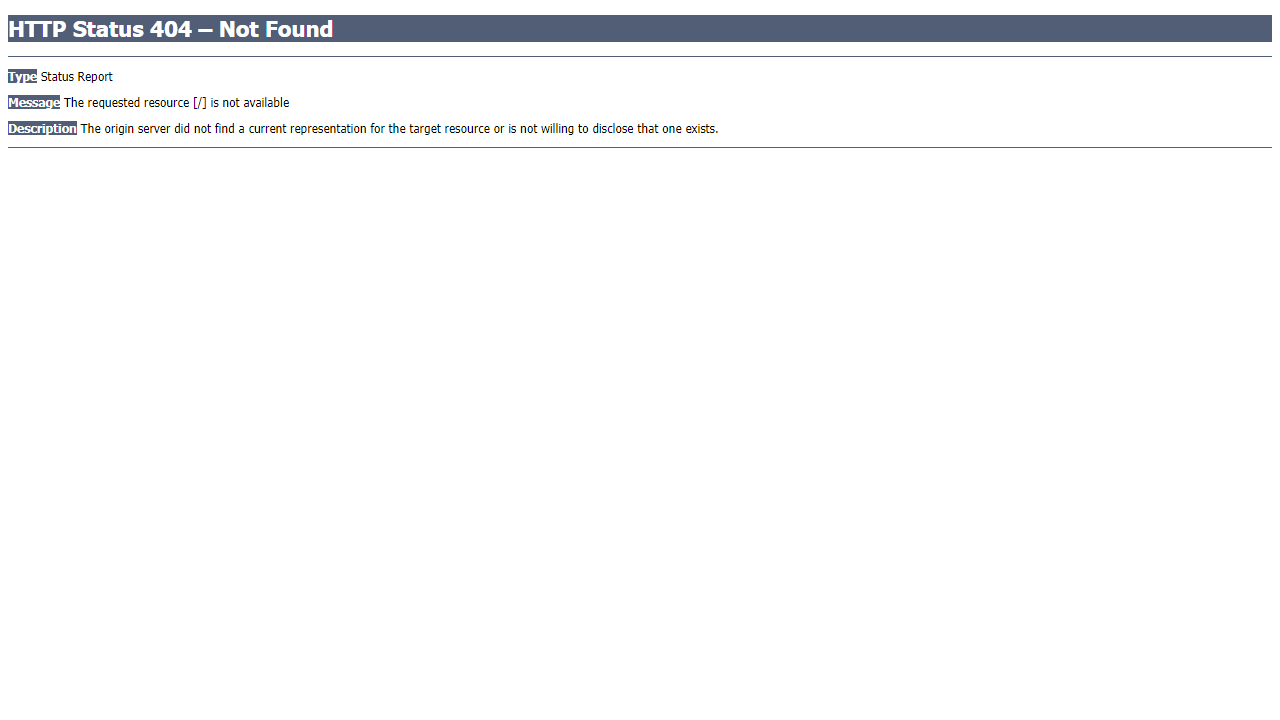 HTTP Status 404 – Not Found
Type Status Report
Message The requested resource [/] is not available
Description The origin server did not find a current representation for the target resource or is not willing to disclose that one exists.